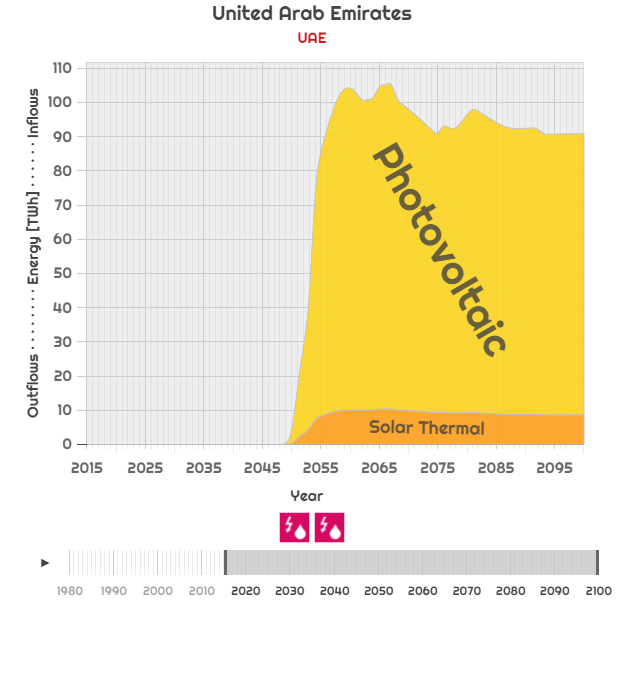 United Arab Emirates
UAE
110
100
90
80
70
60
50
40
30
20
10
0
Outflows ········ Energy [TWh] ······ Inflows
Photovoltaic
Solar Thermal
2015 2025 2035 2045 2055 2065 2075 2085 2095
Year
1980 1990 2000 2010 2020 2030 2040 2050 2060 2070 2080 2090 2100